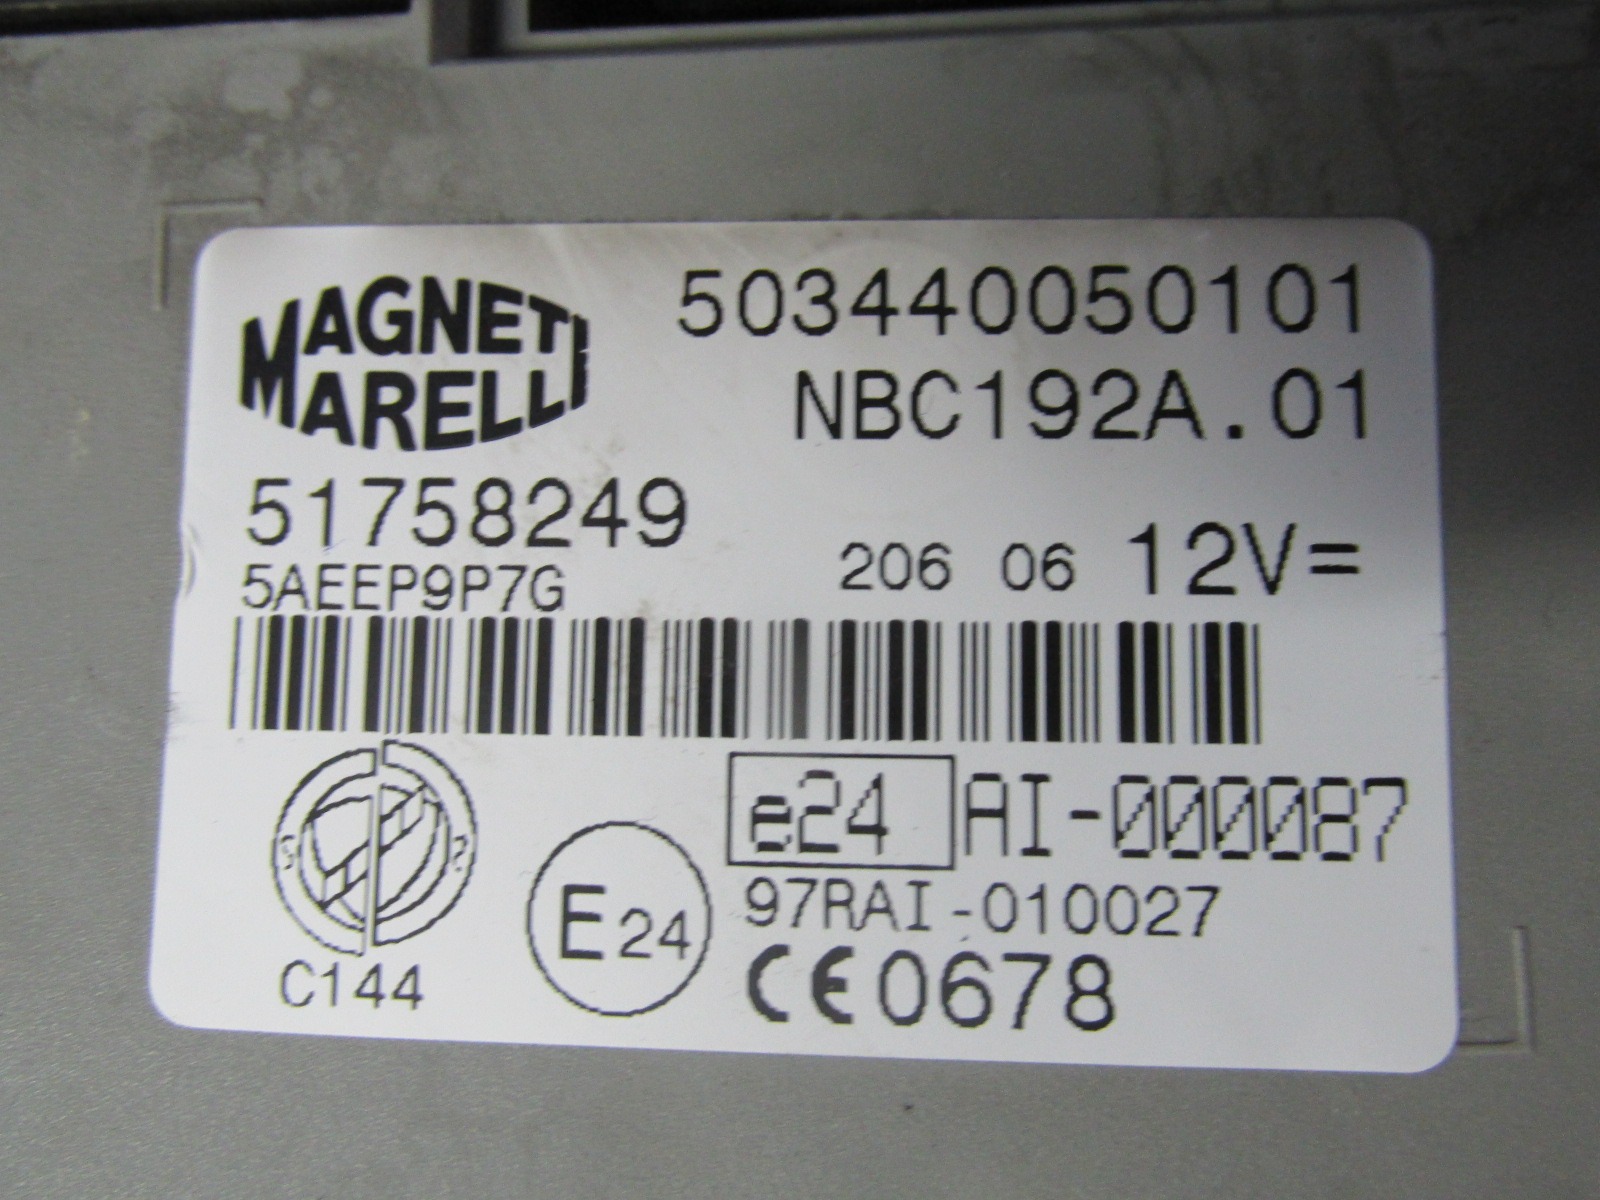 MAGNETI
MARELLI
503440050101
NBC192A.01
51758249
206 06 12V=
5AEEP9P7G
e24 AI-000087
E24
97RAI-010027
C144
CE0678